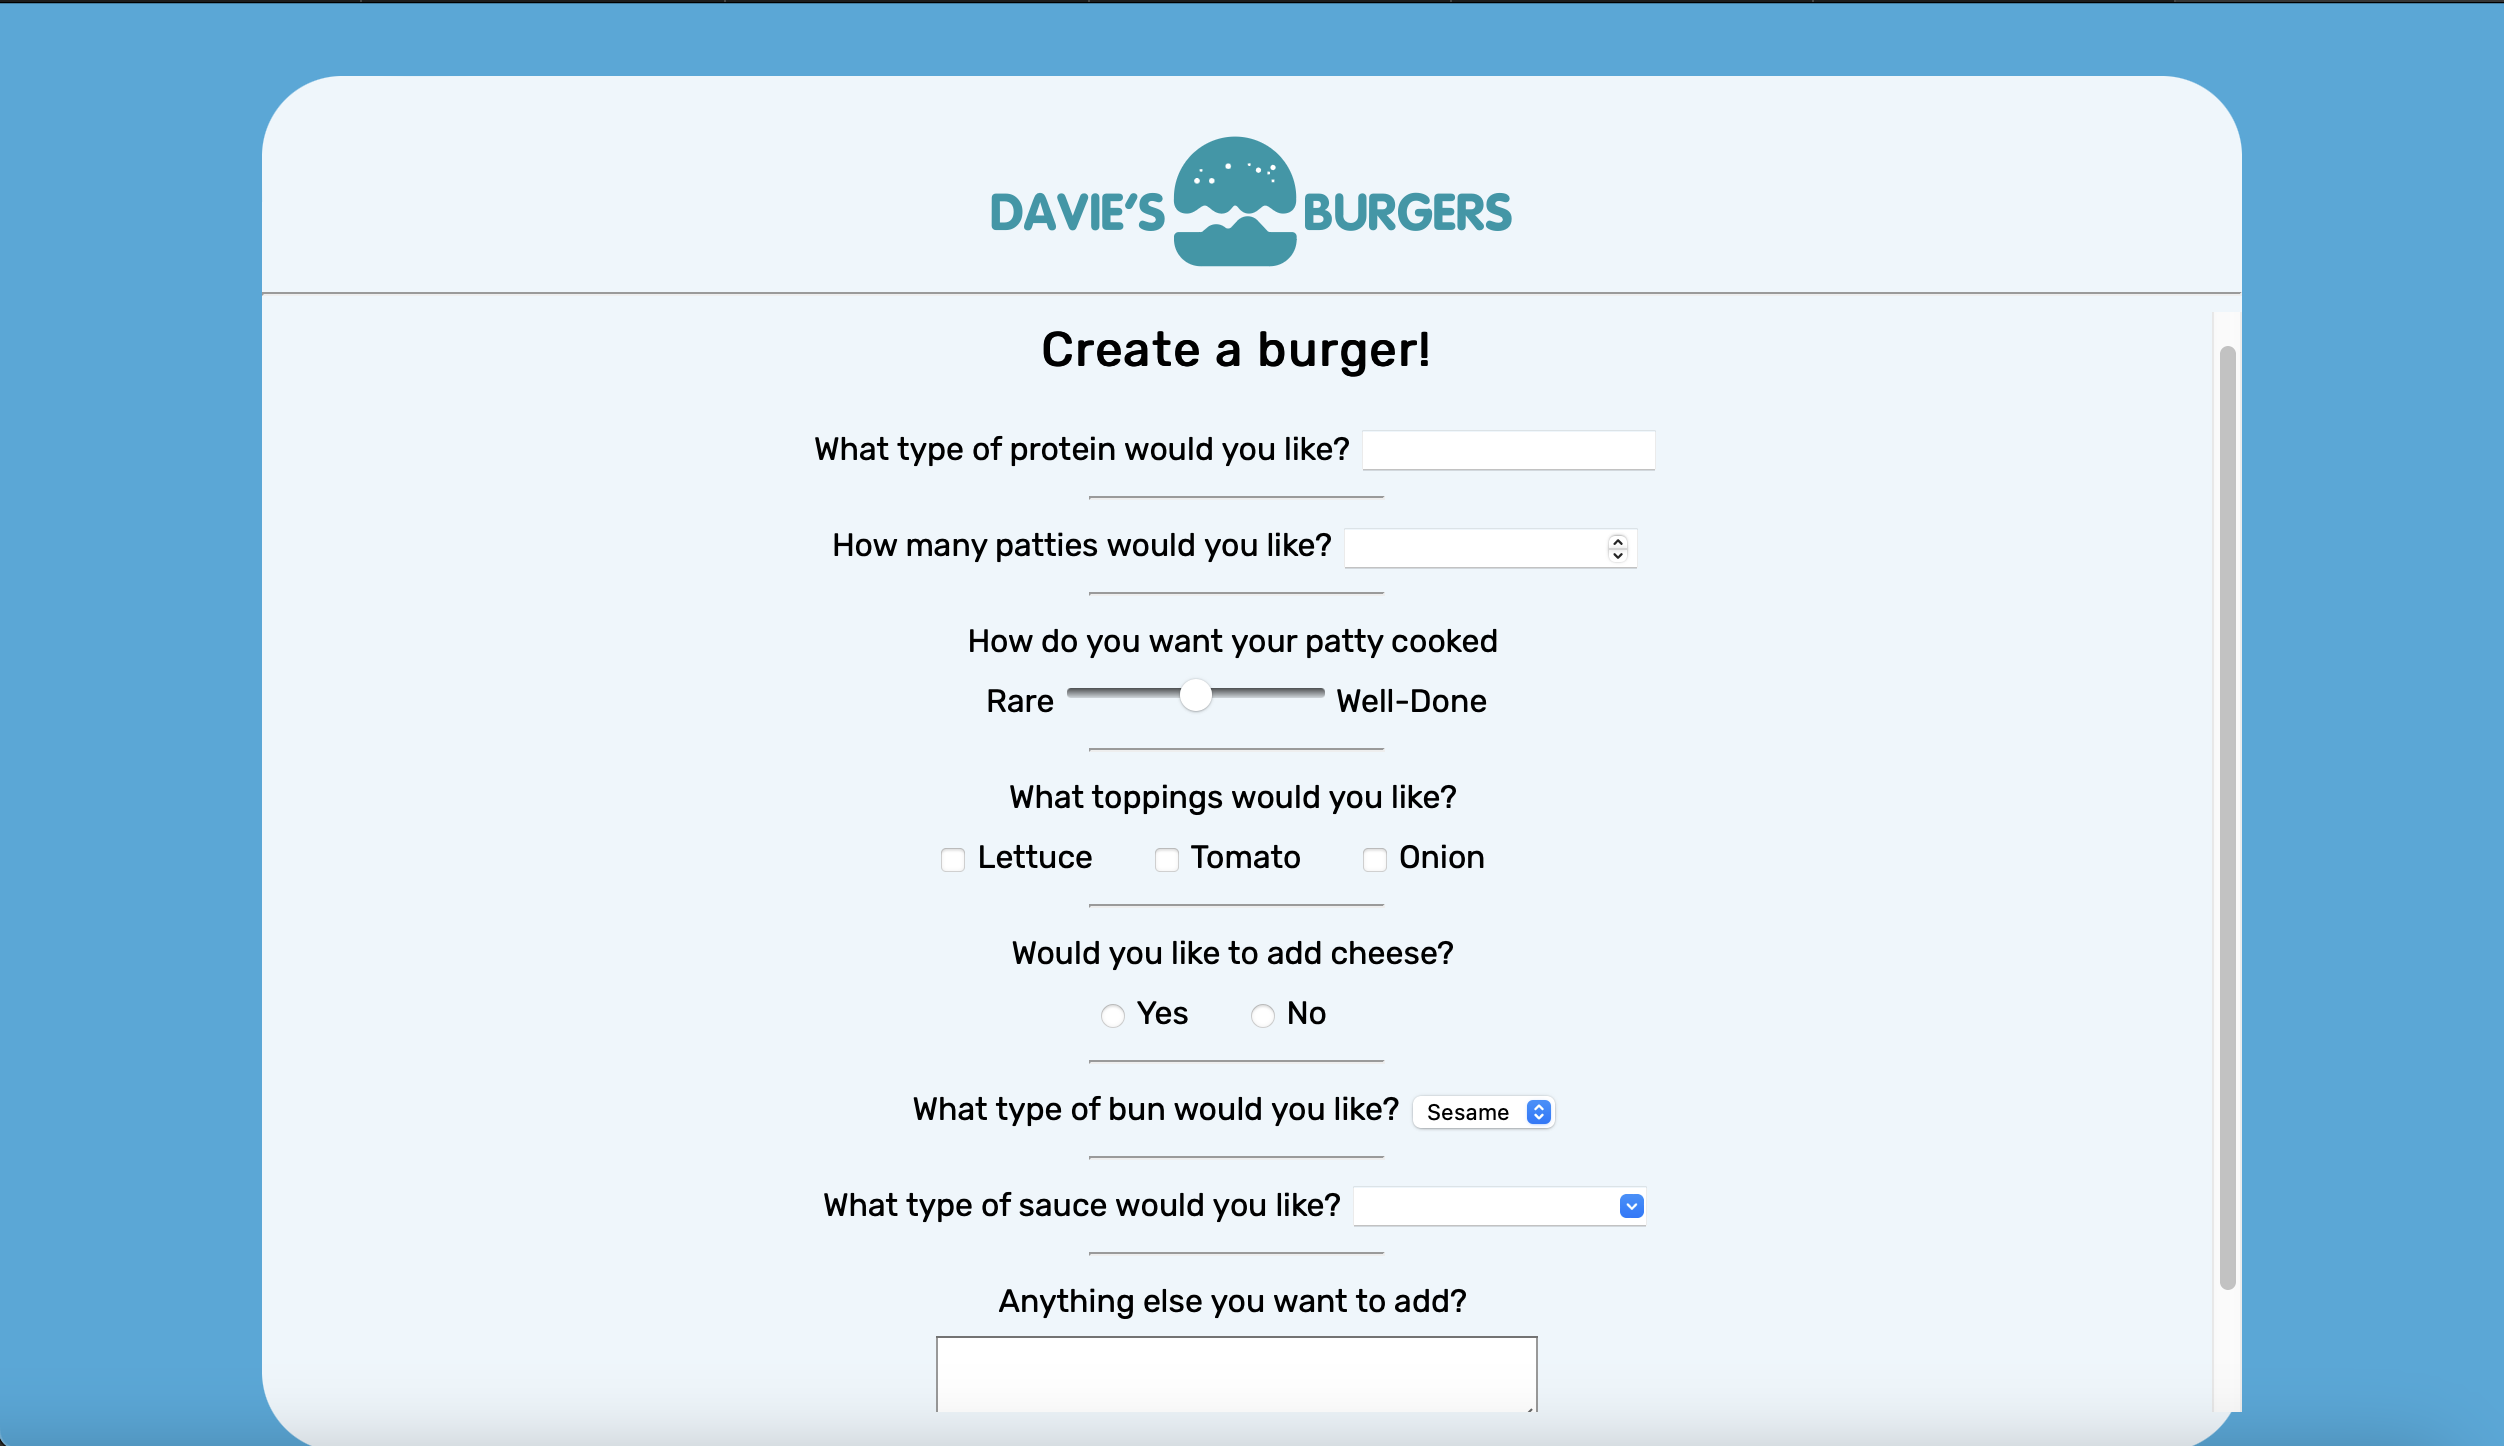 DAVIE'S BURGERS
Create a burger!
What type of protein would you like?
How many patties would you like?
How do you want your patty cooked
Rare Well-Done
What toppings would you like?
Lettuce Tomato Onion
Would you like to add cheese?
Yes No
What type of bun would you like? Sesame
What type of sauce would you like?
Anything else you want to add?